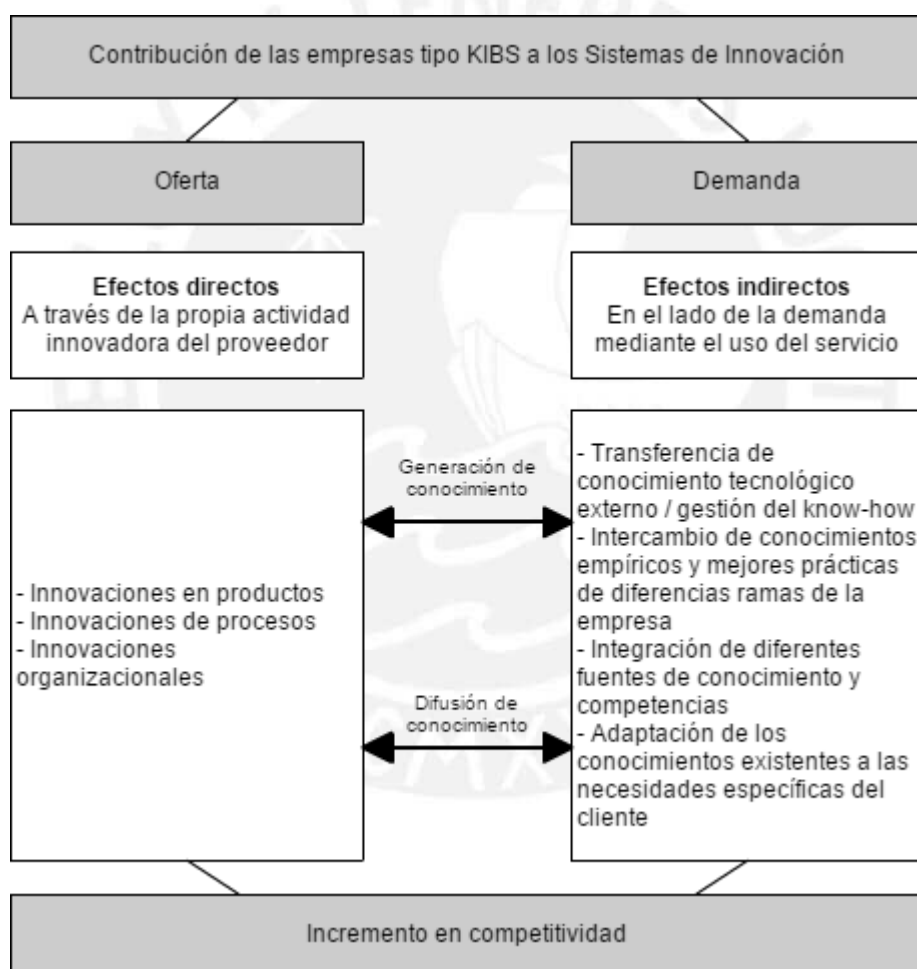 Contribución de las empresas tipo KIBS a los Sistemas de Innovación
Oferta
Demanda
Efectos directos
A través de la propia actividad
innovadora del proveedor
Efectos indirectos
En el lado de la demanda
mediante el uso del servicio
- Innovaciones en productos
- Innovaciones de procesos
- Innovaciones
organizacionales
Generación de
conocimiento
Difusión de
conocimiento
- Transferencia de
conocimiento tecnológico
externo / gestión del know-how
- Intercambio de conocimientos
empíricos y mejores prácticas
de diferencias ramas de la
empresa
- Integración de diferentes
fuentes de conocimiento y
competencias
- Adaptación de los
conocimientos existentes a las
necesidades específicas del
cliente
Incremento en competitividad